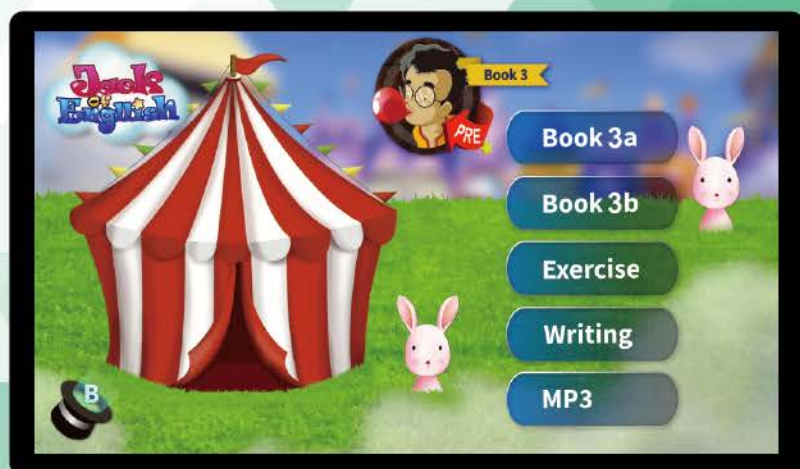 Jack
of
English
Book 3
PRE
Book 3a
Book 3b
Exercise
Writing
MP3
B